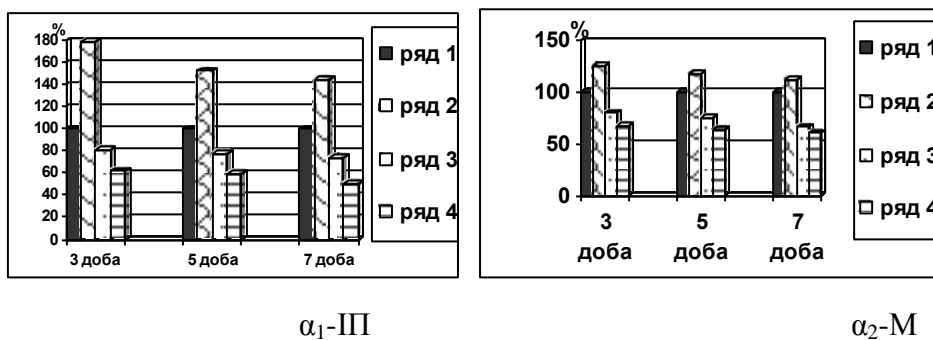 %
180
160
140
120
100
80
60
40
20
0
3 доба
5 доба
7 доба
ряд 1
ряд 2
ряд 3
ряд 4
%
150
100
50
0
3
доба
5
доба
7
доба
ряд 1
ряд 2
ряд 3
ряд 4
α₁-ІП
α₂-М